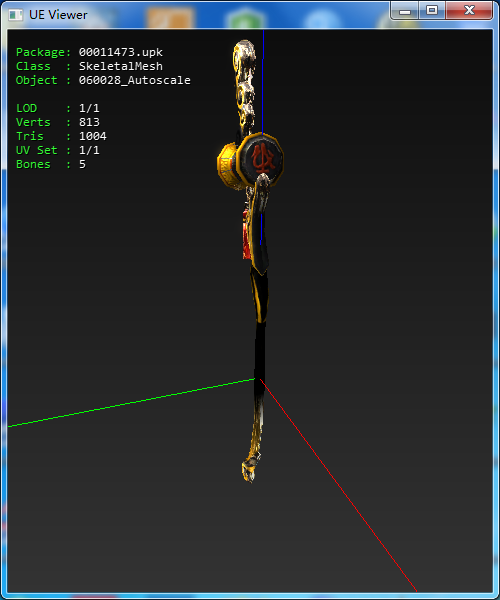 UE Viewer
Package: 00011473.upk
Class : SkeletalMesh
Object : 060028_Autoscale
LOD : 1/1
Verts : 813
Tris : 1004
UV Set : 1/1
Bones : 5